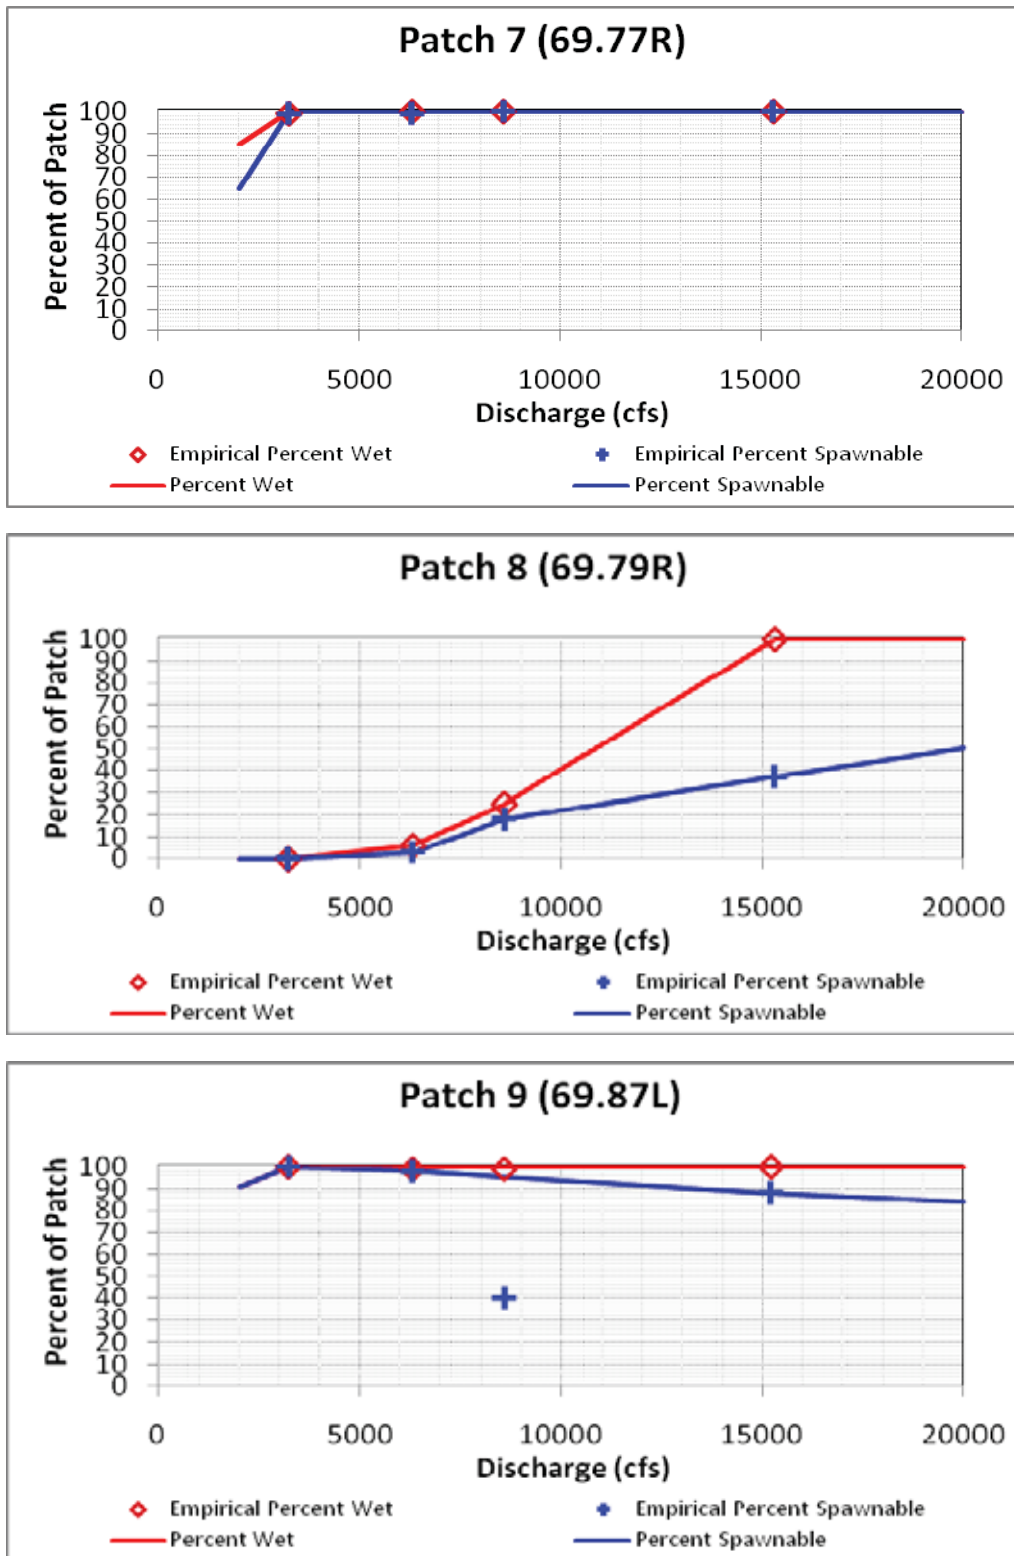 Patch 7 (69.77R)
Percent of Patch
100
90
80
70
60
50
40
30
20
10
0
0 5000 10000 15000 20000
Discharge (cfs)
Empirical Percent Wet Empirical Percent Spawnable
Percent Wet Percent Spawnable
Patch 8 (69.79R)
Percent of Patch
100
90
80
70
60
50
40
30
20
10
0
0 5000 10000 15000 20000
Discharge (cfs)
Empirical Percent Wet Empirical Percent Spawnable
Percent Wet Percent Spawnable
Patch 9 (69.87L)
Percent of Patch
100
90
80
70
60
50
40
30
20
10
0
0 5000 10000 15000 20000
Discharge (cfs)
Empirical Percent Wet Empirical Percent Spawnable
Percent Wet Percent Spawnable